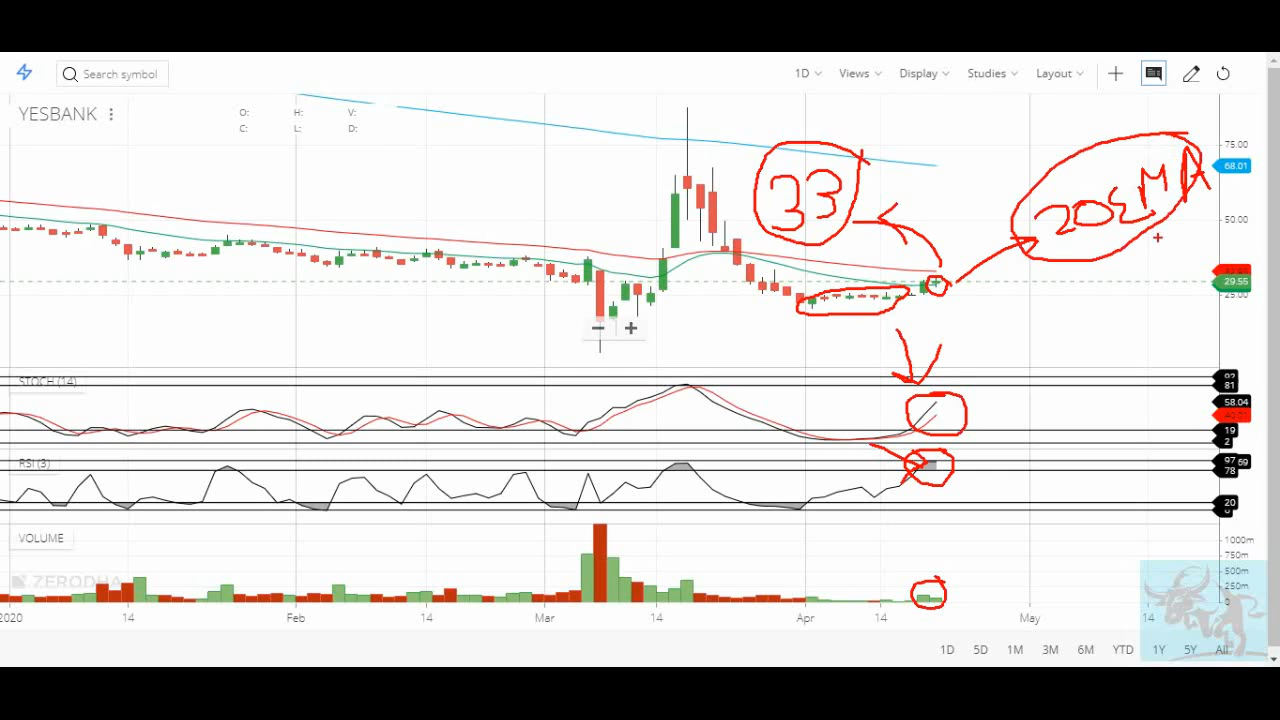 Search symbol
1D Views Display Studies Layout
YESBANK
O: H: V:
C: L: D:
75.00
68.01
33
20EMA
50.00
29.55
25.00
STOCH (14)
92
81
58.04
19
2
RSI (3)
78
20
VOLUME
1000m
750m
500m
250m
0
ZERODHA
2020 14 Feb 14 Mar 14 Apr 14 May 14
1D 5D 1M 3M 6M YTD 1Y 5Y All